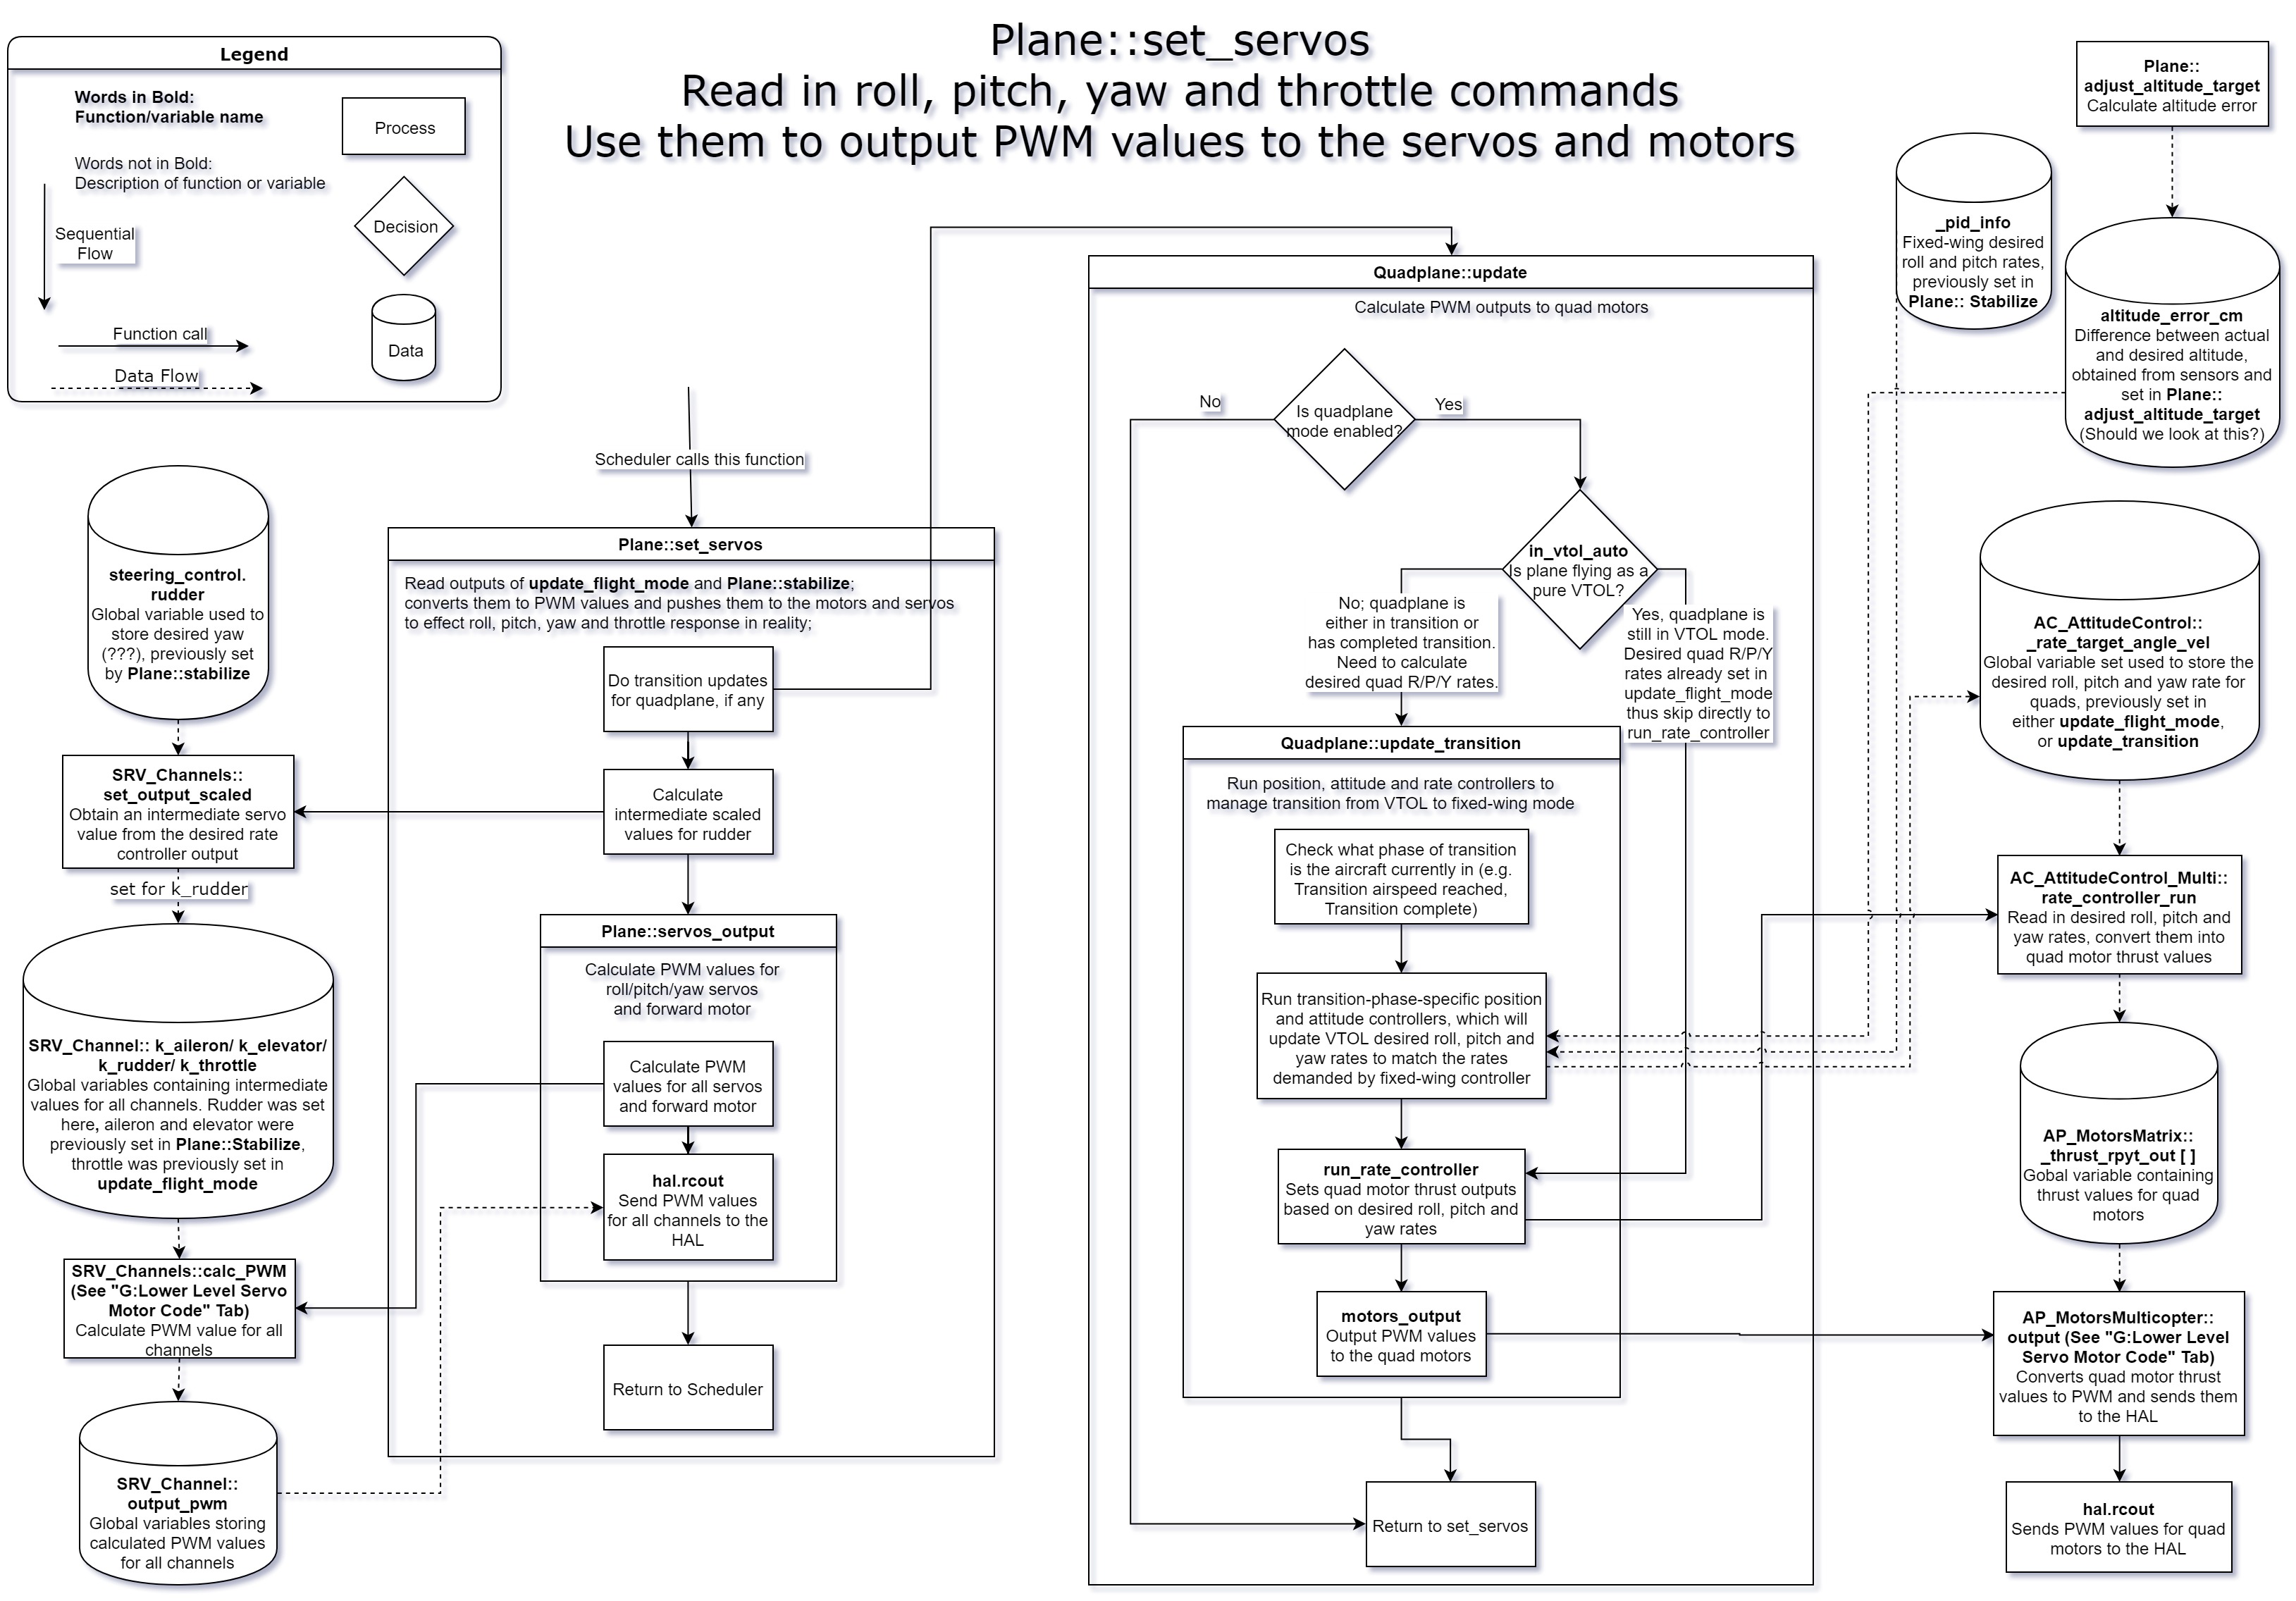 Plane::set_servos
Read in roll, pitch, yaw and throttle commands
Use them to output PWM values to the servos and motors
Legend
Words in Bold:
Function/variable name
Process
Words not in Bold:
Description of function or variable
Decision
Sequential
Flow
Function call
Data
Data Flow
Scheduler calls this function
steering_control.
rudder
Global variable used to
store desired yaw
(???), previously set
by Plane::stabilize
SRV_Channels::
set_output_scaled
Obtain an intermediate servo
value from the desired rate
controller output
set for k_rudder
SRV_Channel:: k_aileron/ k_elevator/
k_rudder/ k_throttle
Global variables containing intermediate
values for all channels. Rudder was set
here, aileron and elevator were
previously set in Plane::Stabilize,
throttle was previously set in
update_flight_mode
SRV_Channels::calc_PWM
(See "G:Lower Level Servo
Motor Code" Tab)
Calculate PWM value for all
channels
SRV_Channel::
output_pwm
Global variables storing
calculated PWM values
for all channels
Plane::set_servos
Read outputs of update_flight_mode and Plane::stabilize;
converts them to PWM values and pushes them to the motors and servos
to effect roll, pitch, yaw and throttle response in reality;
Do transition updates
for quadplane, if any
Calculate
intermediate scaled
values for rudder
Plane::servos_output
Calculate PWM values for
roll/pitch/yaw servos
and forward motor
Calculate PWM
values for all servos
and forward motor
hal.rcout
Send PWM values
for all channels to the
HAL
Return to Scheduler
Quadplane::update
Calculate PWM outputs to quad motors
Is quadplane
mode enabled?
No
Yes
in_vtol_auto
Is plane flying as a
pure VTOL?
No; quadplane is
either in transition or
has completed transition.
Need to calculate
desired quad R/P/Y rates.
Yes, quadplane is
still in VTOL mode.
Desired quad R/P/Y
rates already set in
update_flight_mode
thus skip directly to
run_rate_controller
Quadplane::update_transition
Run position, attitude and rate controllers to
manage transition from VTOL to fixed-wing mode
Check what phase of transition
is the aircraft currently in (e.g.
Transition airspeed reached,
Transition complete)
Run transition-phase-specific position
and attitude controllers, which will
update VTOL desired roll, pitch and
yaw rates to match the rates
demanded by fixed-wing controller
run_rate_controller
Sets quad motor thrust outputs
based on desired roll, pitch and
yaw rates
motors_output
Output PWM values
to the quad motors
Return to set_servos
Plane::
adjust_altitude_target
Calculate altitude error
_pid_info
Fixed-wing desired
roll and pitch rates,
previously set in
Plane:: Stabilize
altitude_error_cm
Difference between actual
and desired altitude,
obtained from sensors and
set in Plane::
adjust_altitude_target
(Should we look at this?)
AC_AttitudeControl::
_rate_target_angle_vel
Global variable set used to store the
desired roll, pitch and yaw rate for
quads, previously set in
either update_flight_mode,
or update_transition
AC_AttitudeControl_Multi::
rate_controller_run
Read in desired roll, pitch and
yaw rates, convert them into
quad motor thrust values
AP_MotorsMatrix::
_thrust_rpyt_out [ ]
Gobal variable containing
thrust values for quad
motors
AP_MotorsMulticopter::
output (See "G:Lower Level
Servo Motor Code" Tab)
Converts quad motor thrust
values to PWM and sends them
to the HAL
hal.rcout
Sends PWM values for quad
motors to the HAL